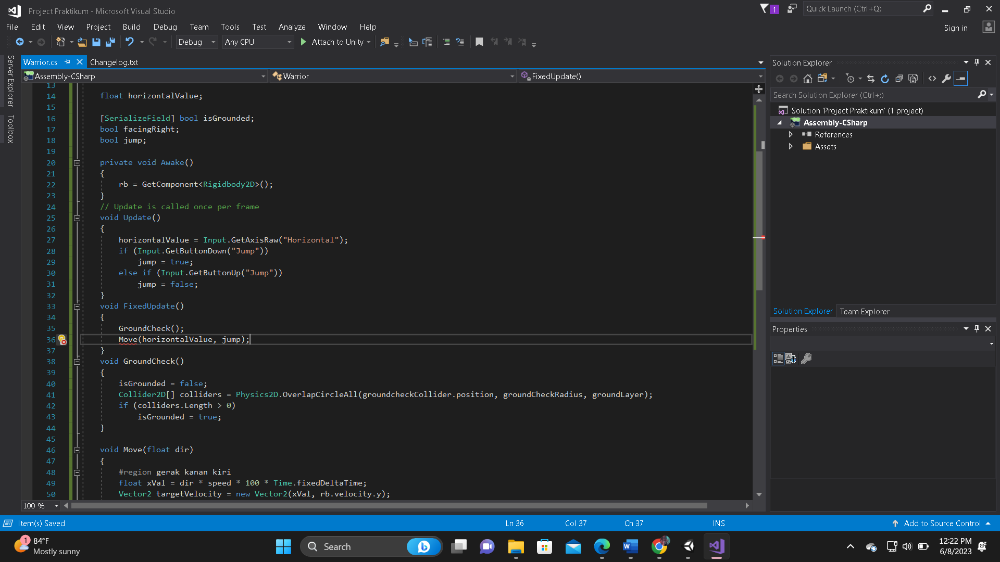 Project Praktikum - Microsoft Visual Studio
1
Quick Launch (Ctrl+Q)
File Edit View Project Build Debug Team Tools Test Analyze Window Help
Sign in
Debug Any CPU Attach to Unity
Server Explorer
Toolbox
Warrior.cs Changelog.txt
Assembly-CSharp Warrior FixedUpdate()
13
14 float horizontalValue;
15
16 [SerializeField] bool isGrounded;
17 bool facingRight;
18 bool jump;
19
20 private void Awake()
21 {
22 rb = GetComponent<Rigidbody2D>();
23 }
24 // Update is called once per frame
25 void Update()
26 {
27 horizontalValue = Input.GetAxisRaw("Horizontal");
28 if (Input.GetButtonDown("Jump"))
29 jump = true;
30 else if (Input.GetButtonUp("Jump"))
31 jump = false;
32 }
33 void FixedUpdate()
34 {
35 GroundCheck();
36 Move(horizontalValue, jump);
37 }
38 void GroundCheck()
39 {
40 isGrounded = false;
41 Collider2D[] colliders = Physics2D.OverlapCircleAll(groundcheckCollider.position, groundCheckRadius, groundLayer);
42 if (colliders.Length > 0)
43 isGrounded = true;
44 }
45
46 void Move(float dir)
47 {
48 #region gerak kanan kiri
49 float xVal = dir * speed * 100 * Time.fixedDeltaTime;
50 Vector2 targetVelocity = new Vector2(xVal, rb.velocity.y);
100 %
Solution Explorer
Search Solution Explorer (Ctrl+;)
Solution 'Project Praktikum' (1 project)
Assembly-CSharp
References
Assets
Solution Explorer Team Explorer
Properties
Item(s) Saved Ln 36 Col 37 Ch 37 INS Add to Source Control
1
84°F
Mostly sunny
Search
12:22 PM
6/8/2023